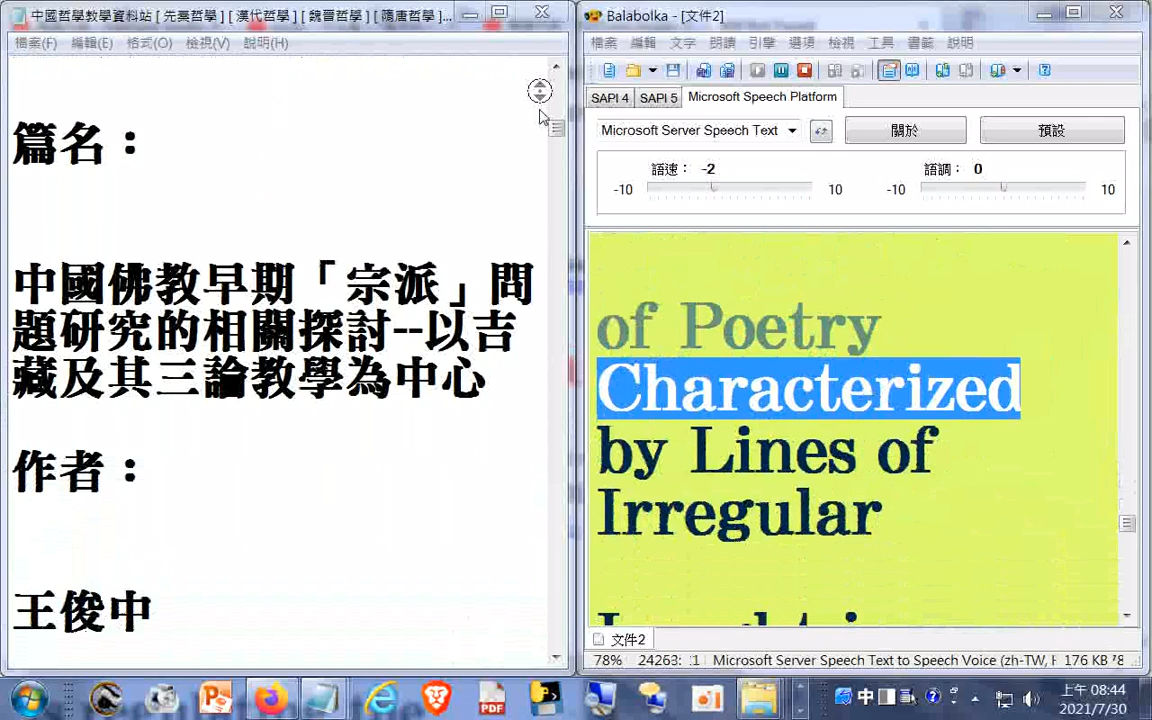 中國哲學教學資料站 [ 先秦哲學 ] [ 漢代哲學 ] [ 魏晉哲學 ] [ 隋唐哲學 ]...
檔案(F) 編輯(E) 格式(O) 檢視(V) 說明(H)
篇名：
中國佛教早期「宗派」問
題研究的相關探討--以吉
藏及其三論教學為中心
作者：
王俊中
Balabolka - [文件2]
檔案 編輯 文字 朗讀 引擎 選項 檢視 工具 書籤 說明
SAPI 4 SAPI 5 Microsoft Speech Platform
Microsoft Server Speech Text 關於 預設
語速： -2 語調： 0
-10 10 -10 10
of Poetry
Characterized
by Lines of
Irregular
文件2
78% 24263: Microsoft Server Speech Text to Speech Voice (zh-TW, 176 KB
PDF 中 上午 08:44
2021/7/30